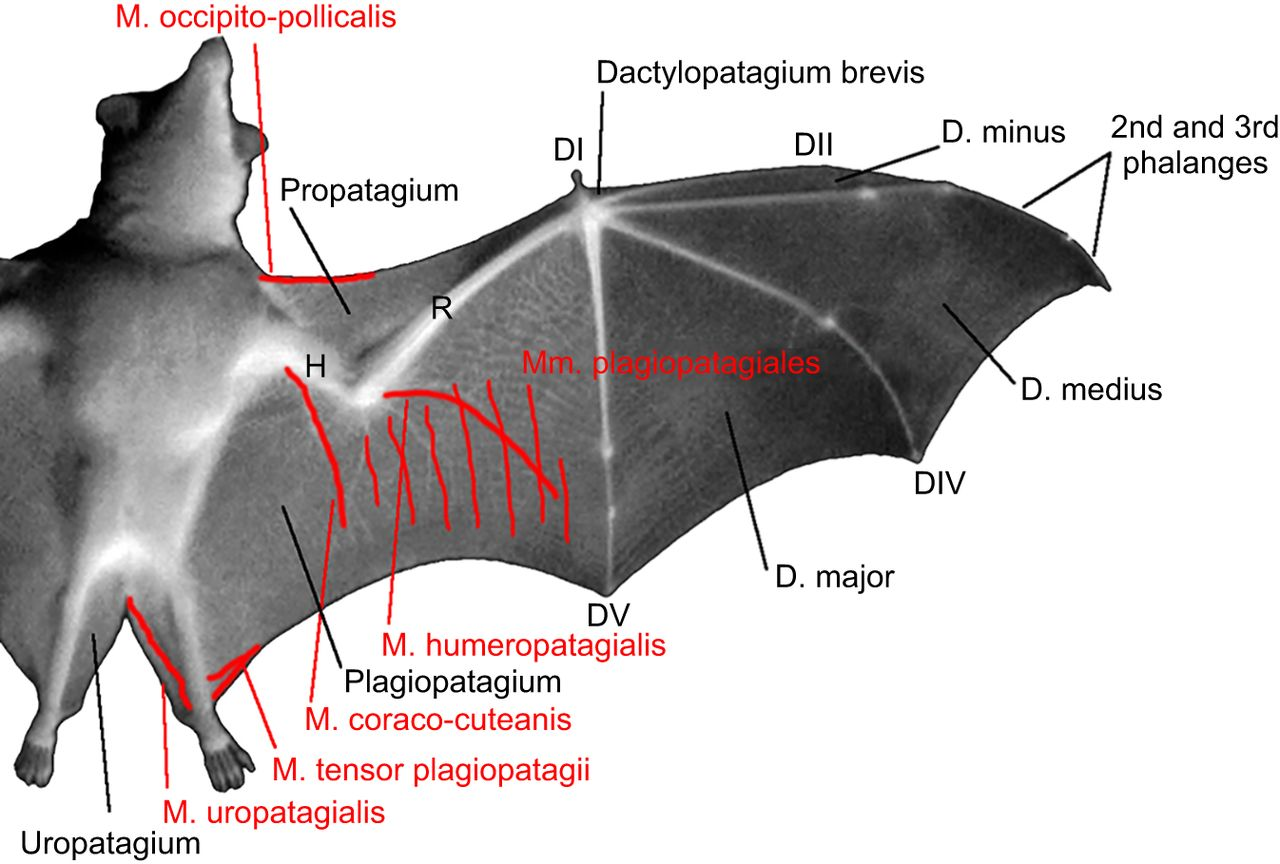 M. occipito-pollicalis
Dactylopatagium brevis
DI
DII
D. minus
2nd and 3rd
phalanges
Propatagium
R
H
Mm. plagiopatagiales
D. medius
DIV
D. major
DV
M. humeropatagialis
Plagiopatagium
M. coraco-cuteanis
M. tensor plagiopatagii
M. uropatagialis
Uropatagium